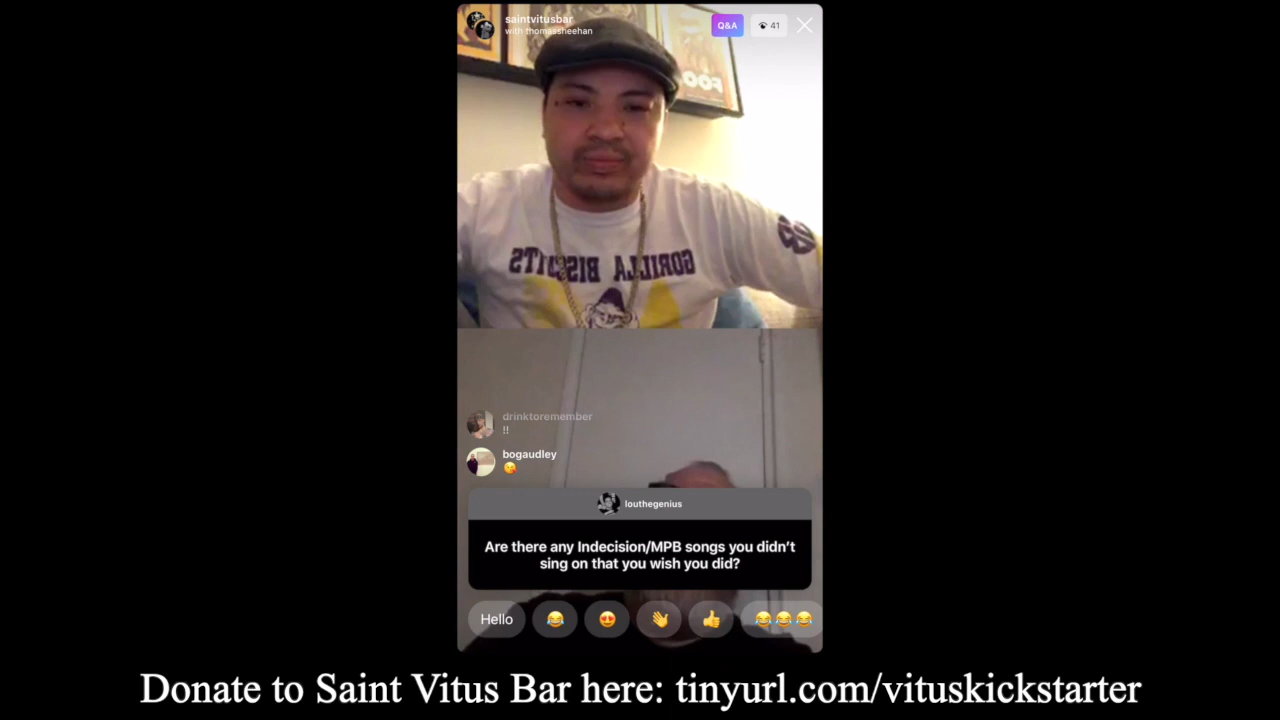 saintvitusbar
with thomassheehan
Q&A
41
FOO
GORILLA BISCUITS
drinktoremember
!!
bogaudley
😘
louthegenius
Are there any Indecision/MPB songs you didn't
sing on that you wish you did?
Hello
😂
😍
👋
👍
😂😂😂
Donate to Saint Vitus Bar here: tinyurl.com/vituskickstarter